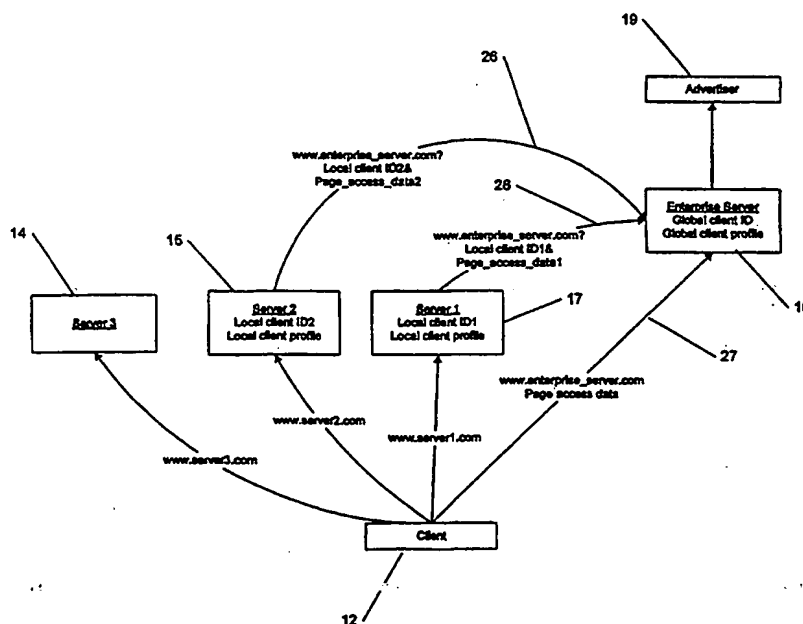 19
26
Advertiser
www.enterprise_server.com?
Local client ID2&
Page_access_data2
28
Enterprise Server
Global client ID
Global client profile
www.enterprise_server.com?
Local client ID1&
Page_access_data1
14
15
16
Server 3
Server 2
Local client ID2
Local client profile
Server 1
Local client ID1
Local client profile
17
27
www.enterprise_server.com
Page access data
www.server2.com
www.server1.com
www.server3.com
Client
12